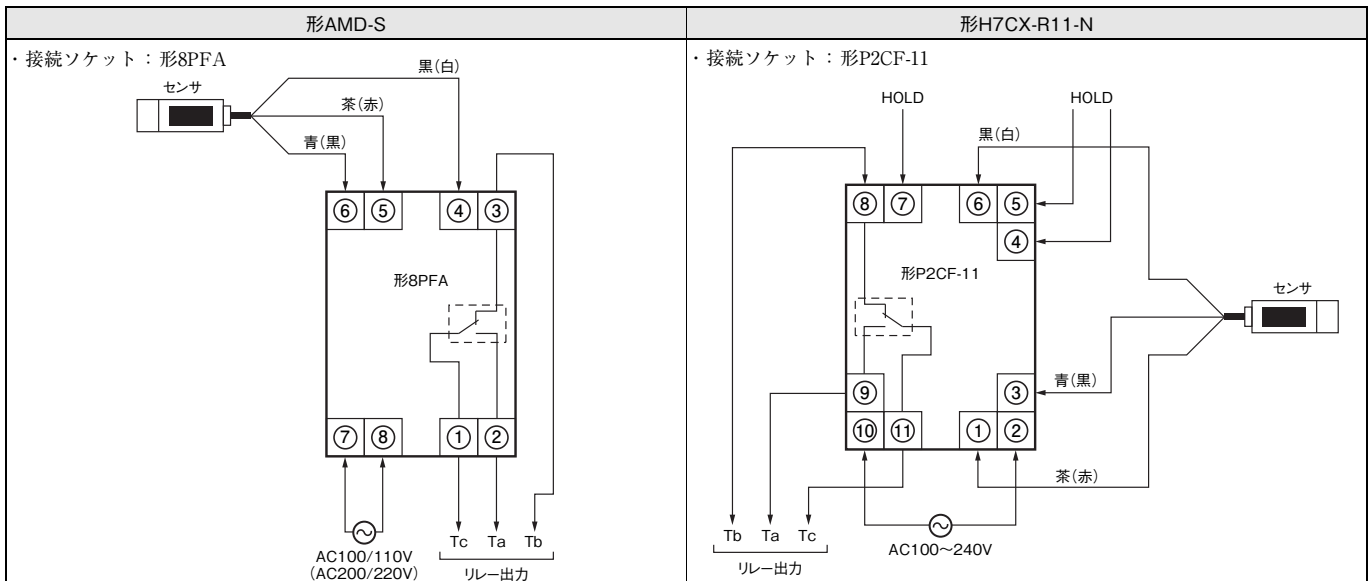 形AMD-S
・接続ソケット：形8PFA
センサ
黒(白)
茶(赤)
青(黒)
⑥ ⑤ ④ ③
形8PFA
⑦ ⑧ ① ②
Tc Ta Tb
AC100/110V
(AC200/220V)
リレー出力
形H7CX-R11-N
・接続ソケット：形P2CF-11
HOLD
HOLD
黒(白)
⑧ ⑦ ⑥ ⑤
④
形P2CF-11
センサ
青(黒)
⑨ ③
⑩ ⑪ ① ②
茶(赤)
Tb Ta Tc
AC100～240V
リレー出力